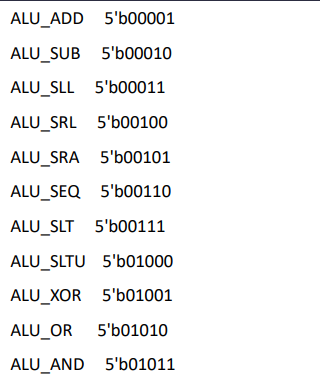 ALU_ADD 5'b00001
ALU_SUB 5'b00010
ALU_SLL 5'b00011
ALU_SRL 5'b00100
ALU_SRA 5'b00101
ALU_SEQ 5'b00110
ALU_SLT 5'b00111
ALU_SLTU 5'b01000
ALU_XOR 5'b01001
ALU_OR 5'b01010
ALU_AND 5'b01011